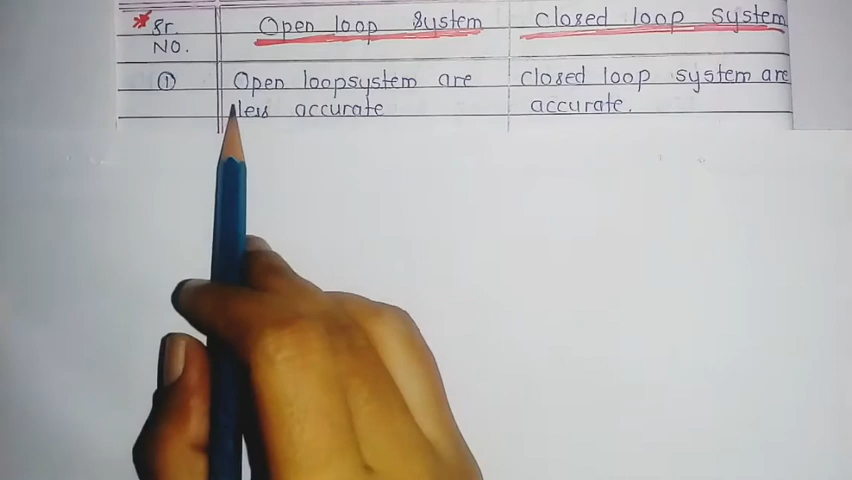 * Sr. Open loop System closed loop system
NO.
① Open loopsystem are closed loop system are
less accurate accurate.